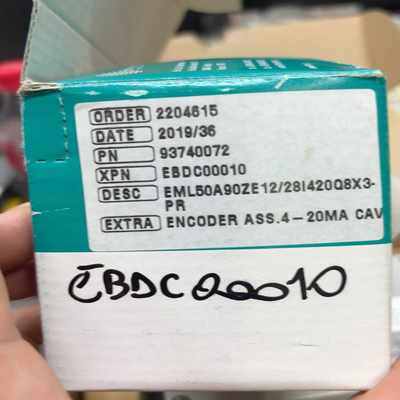 ORDER 2204615
DATE 2019/36
PN 93740072
XPN EBDC00010
DESC EML50A90ZE12/28I420Q8X3-
PR
EXTRA ENCODER ASS.4-20MA CAV
EBDC00010